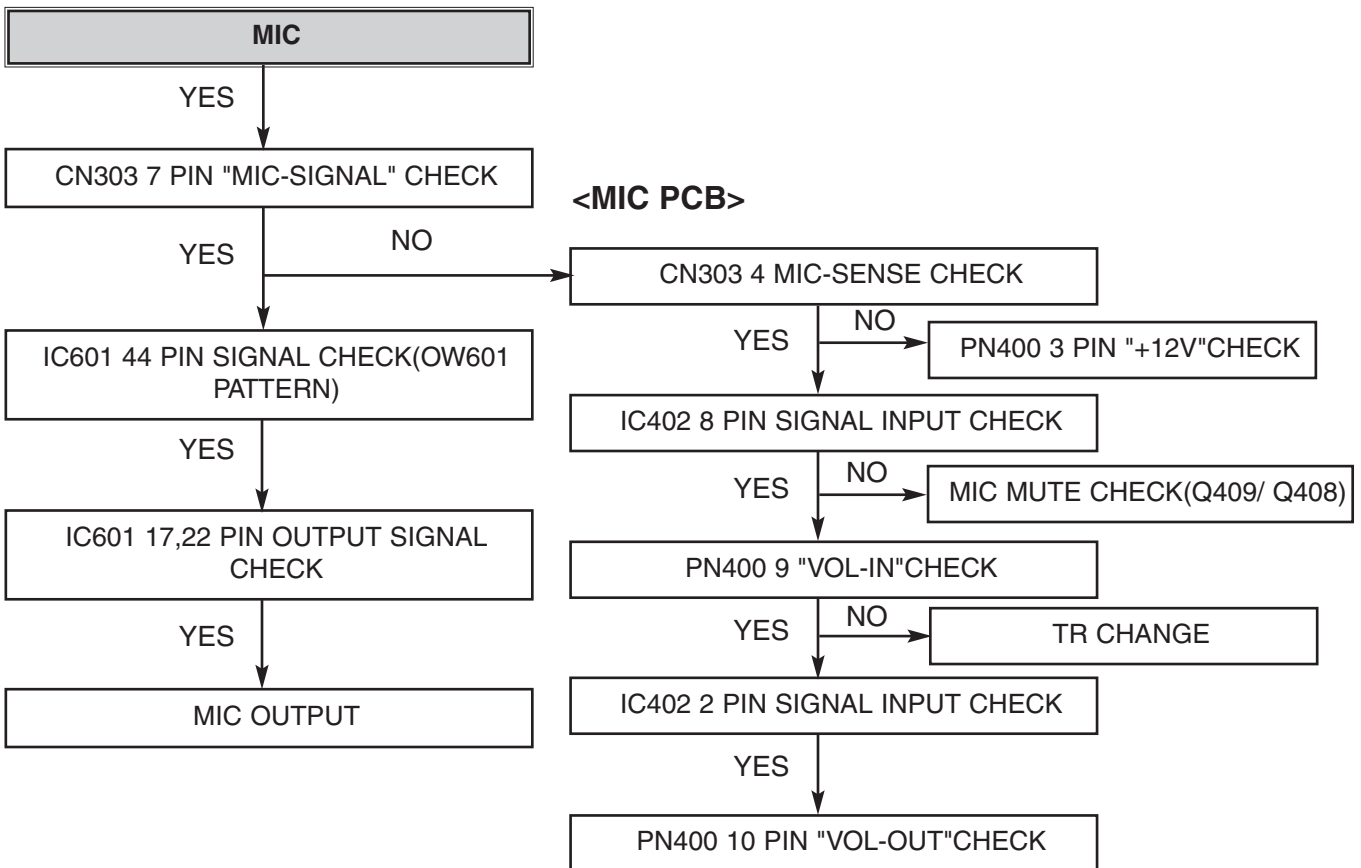 MIC
YES
CN303 7 PIN "MIC-SIGNAL" CHECK
YES
NO
IC601 44 PIN SIGNAL CHECK(OW601
PATTERN)
YES
IC601 17,22 PIN OUTPUT SIGNAL
CHECK
YES
MIC OUTPUT
<MIC PCB>
CN303 4 MIC-SENSE CHECK
YES
NO
PN400 3 PIN "+12V"CHECK
IC402 8 PIN SIGNAL INPUT CHECK
YES
NO
MIC MUTE CHECK(Q409/ Q408)
PN400 9 "VOL-IN"CHECK
YES
NO
TR CHANGE
IC402 2 PIN SIGNAL INPUT CHECK
YES
PN400 10 PIN "VOL-OUT"CHECK